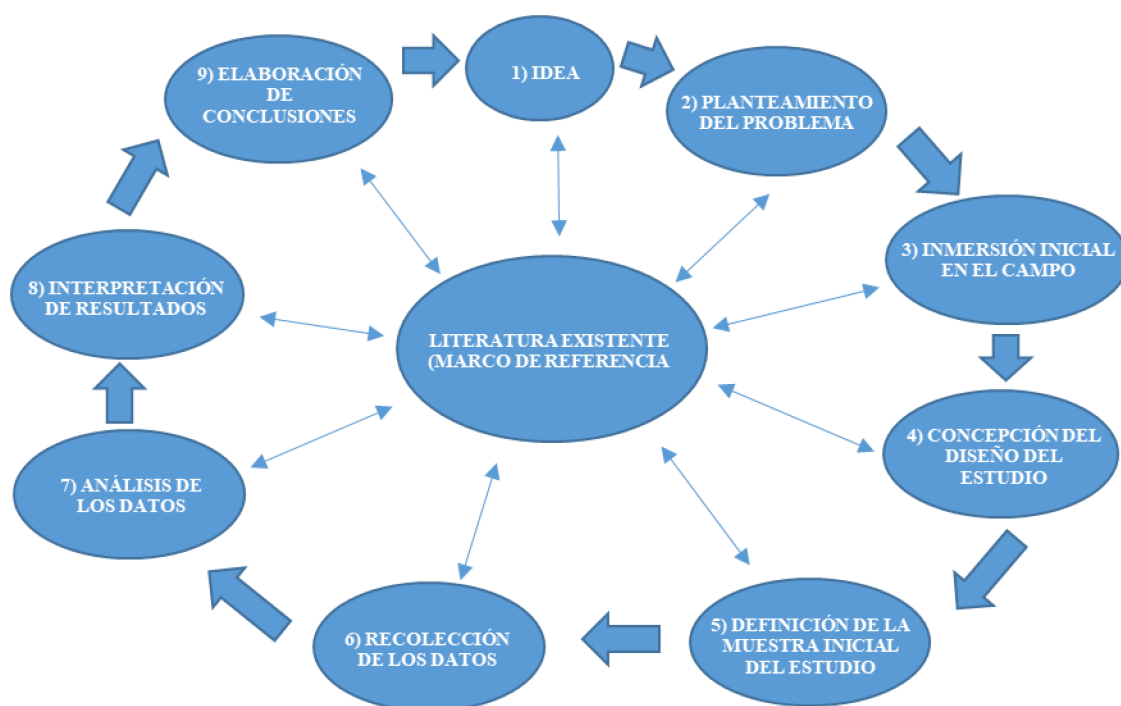 1) IDEA
2) PLANTEAMIENTO
DEL PROBLEMA
3) INMERSIÓN INICIAL
EN EL CAMPO
4) CONCEPCIÓN DEL
DISEÑO DEL
ESTUDIO
5) DEFINICIÓN DE LA
MUESTRA INICIAL
DEL ESTUDIO
6) RECOLECCIÓN
DE LOS DATOS
7) ANÁLISIS DE
LOS DATOS
8) INTERPRETACIÓN
DE RESULTADOS
9) ELABORACIÓN
DE
CONCLUSIONES
LITERATURA EXISTENTE
(MARCO DE REFERENCIA